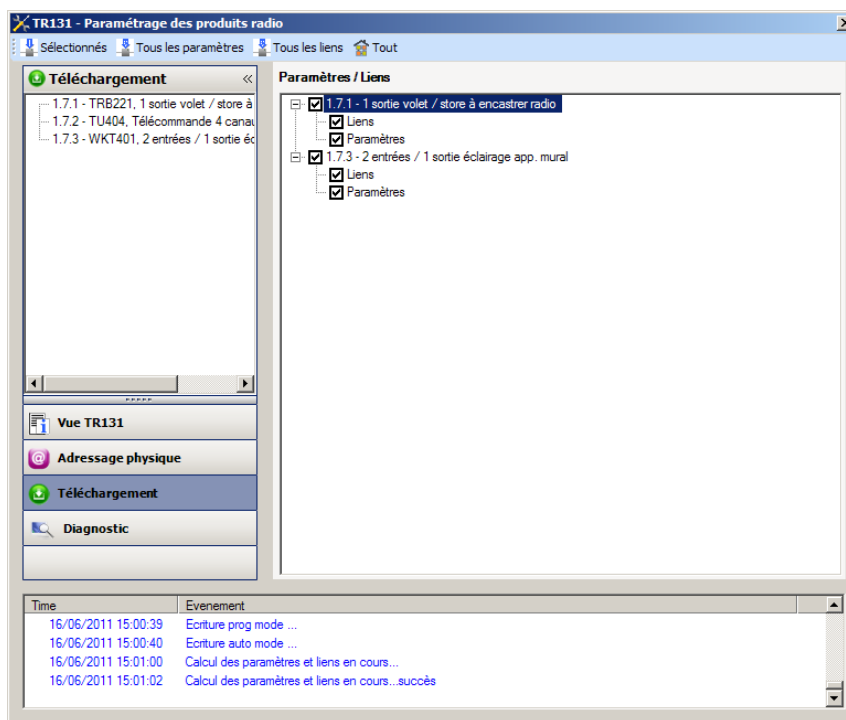 TR131 - Paramétrage des produits radio
Sélectionnés Tous les paramètres Tous les liens Tout
Téléchargement «
1.7.1 - TRB221, 1 sortie volet / store à
1.7.2 - TU404, Télécommande 4 canau
1.7.3 - WKT401, 2 entrées / 1 sortie éc
Vue TR131
Adressage physique
Téléchargement
Diagnostic
Paramètres / Liens
1.7.1 - 1 sortie volet / store à encastrer radio
Liens
Paramètres
1.7.3 - 2 entrées / 1 sortie éclairage app. mural
Liens
Paramètres
Time Evenement
16/06/2011 15:00:39 Ecriture prog mode ...
16/06/2011 15:00:40 Ecriture auto mode ...
16/06/2011 15:01:00 Calcul des paramètres et liens en cours...
16/06/2011 15:01:02 Calcul des paramètres et liens en cours...succès